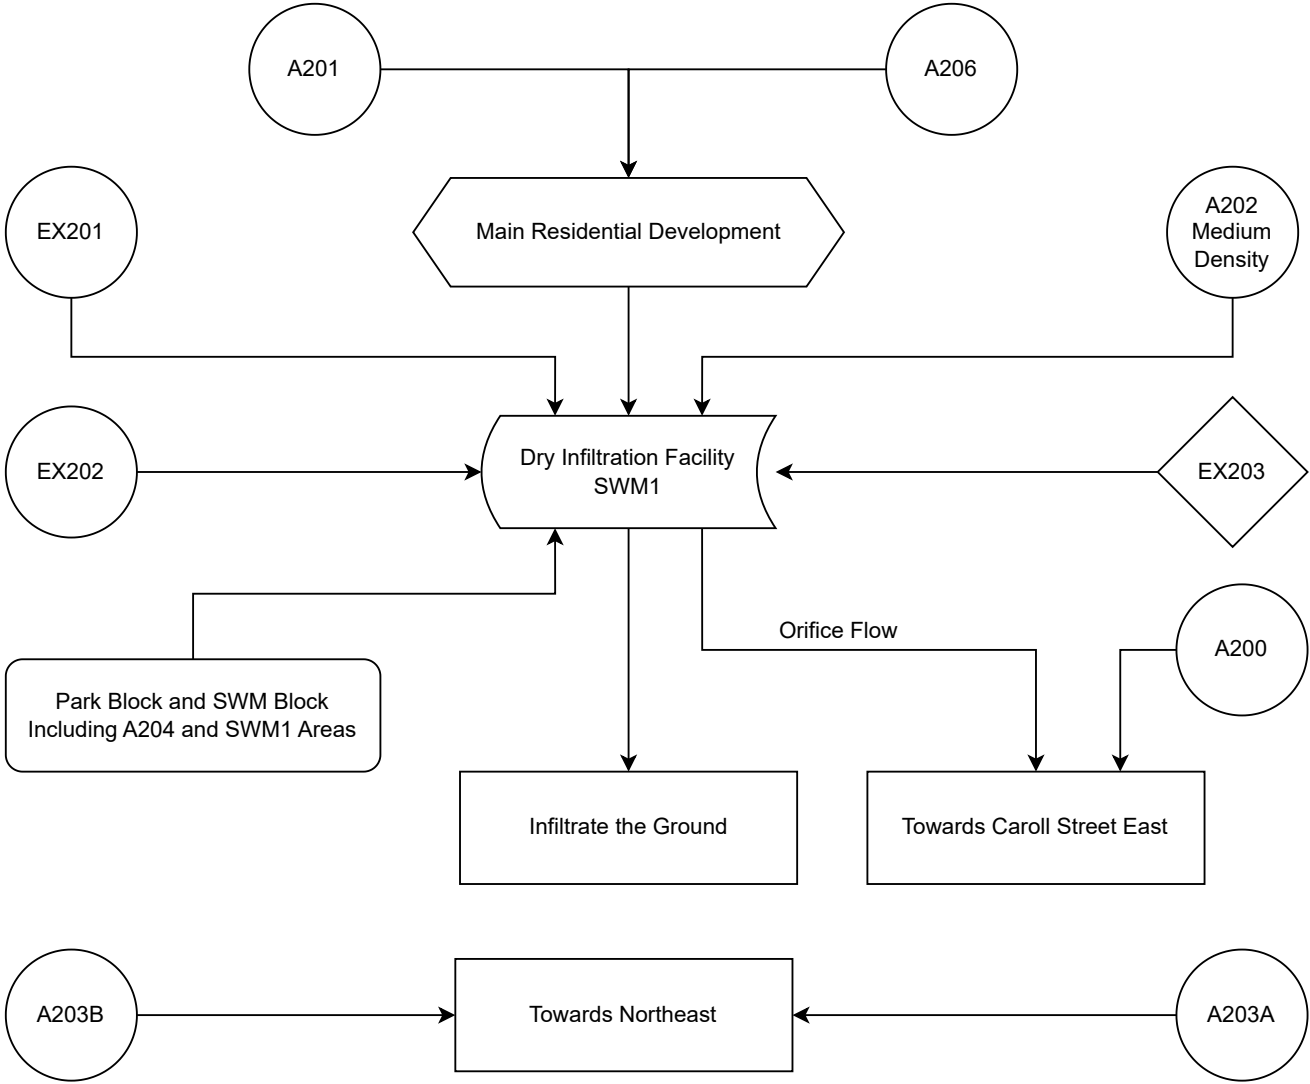 A201
A206
EX201
Main Residential Development
A202
Medium
Density
EX202
Dry Infiltration Facility
SWM1
EX203
Orifice Flow
A200
Park Block and SWM Block
Including A204 and SWM1 Areas
Infiltrate the Ground
Towards Caroll Street East
A203B
Towards Northeast
A203A